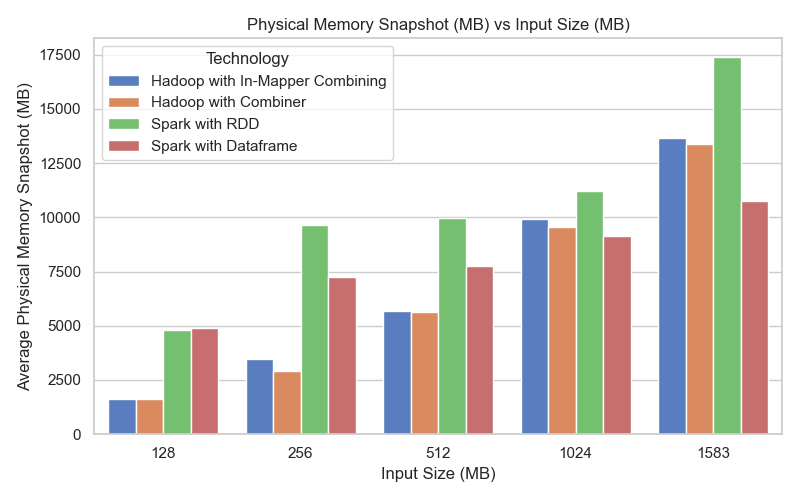 Physical Memory Snapshot (MB) vs Input Size (MB)
Technology
Hadoop with In-Mapper Combining
Hadoop with Combiner
Spark with RDD
Spark with Dataframe
Average Physical Memory Snapshot (MB)
17500
15000
12500
10000
7500
5000
2500
0
128 256 512 1024 1583
Input Size (MB)